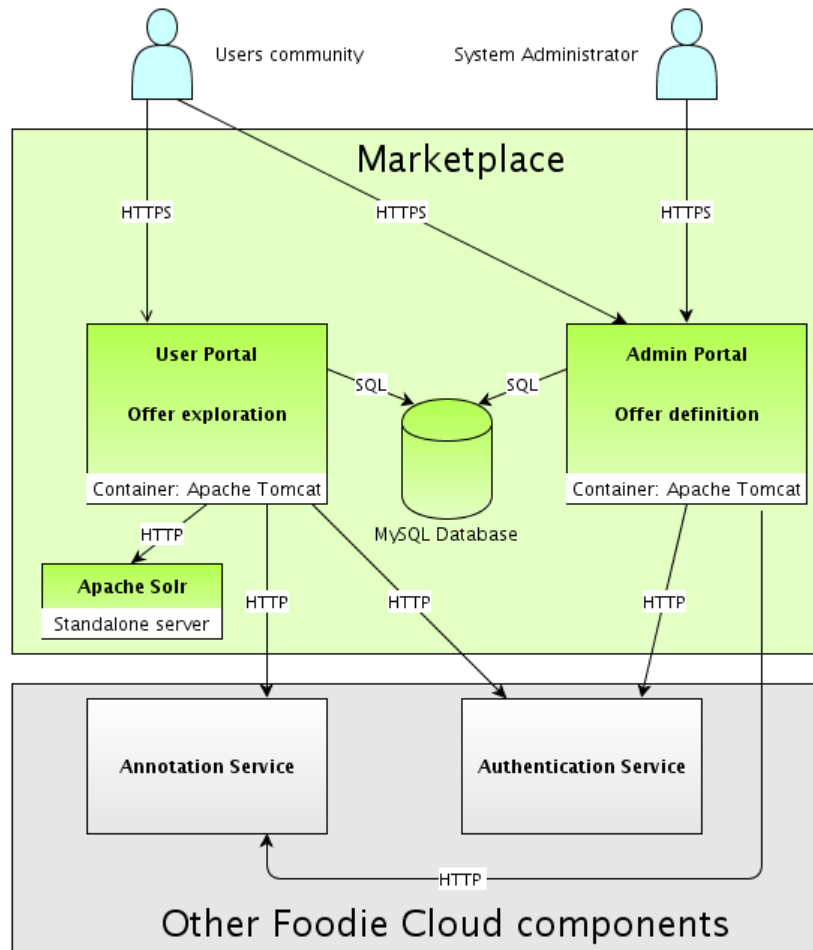 Users community
System Administrator
Marketplace
HTTPS
HTTPS
HTTPS
User Portal
Offer exploration
Container: Apache Tomcat
SQL
SQL
Admin Portal
Offer definition
Container: Apache Tomcat
MySQL Database
HTTP
Apache Solr
Standalone server
HTTP
HTTP
HTTP
Annotation Service
Authentication Service
HTTP
Other Foodie Cloud components